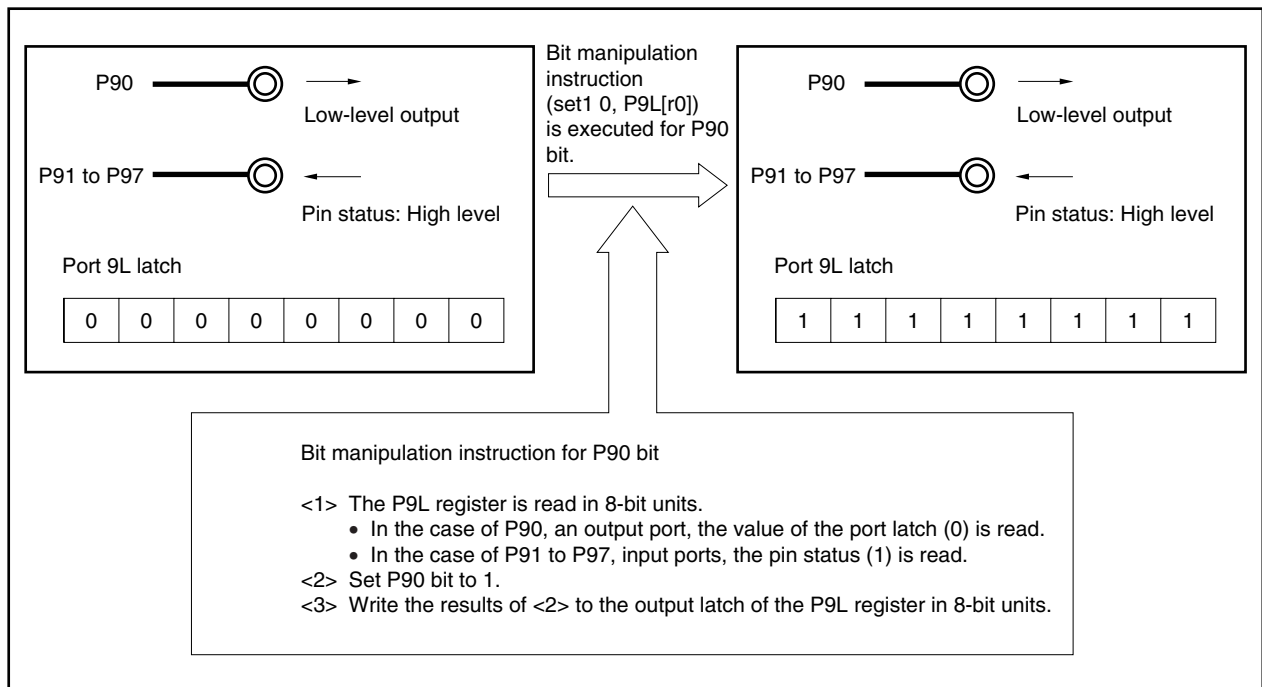 P90
Low-level output
P91 to P97
Pin status: High level
Port 9L latch
0 0 0 0 0 0 0 0
Bit manipulation
instruction
(set1 0, P9L[r0])
is executed for P90
bit.
P90
Low-level output
P91 to P97
Pin status: High level
Port 9L latch
1 1 1 1 1 1 1 1
Bit manipulation instruction for P90 bit
<1> The P9L register is read in 8-bit units.
• In the case of P90, an output port, the value of the port latch (0) is read.
• In the case of P91 to P97, input ports, the pin status (1) is read.
<2> Set P90 bit to 1.
<3> Write the results of <2> to the output latch of the P9L register in 8-bit units.